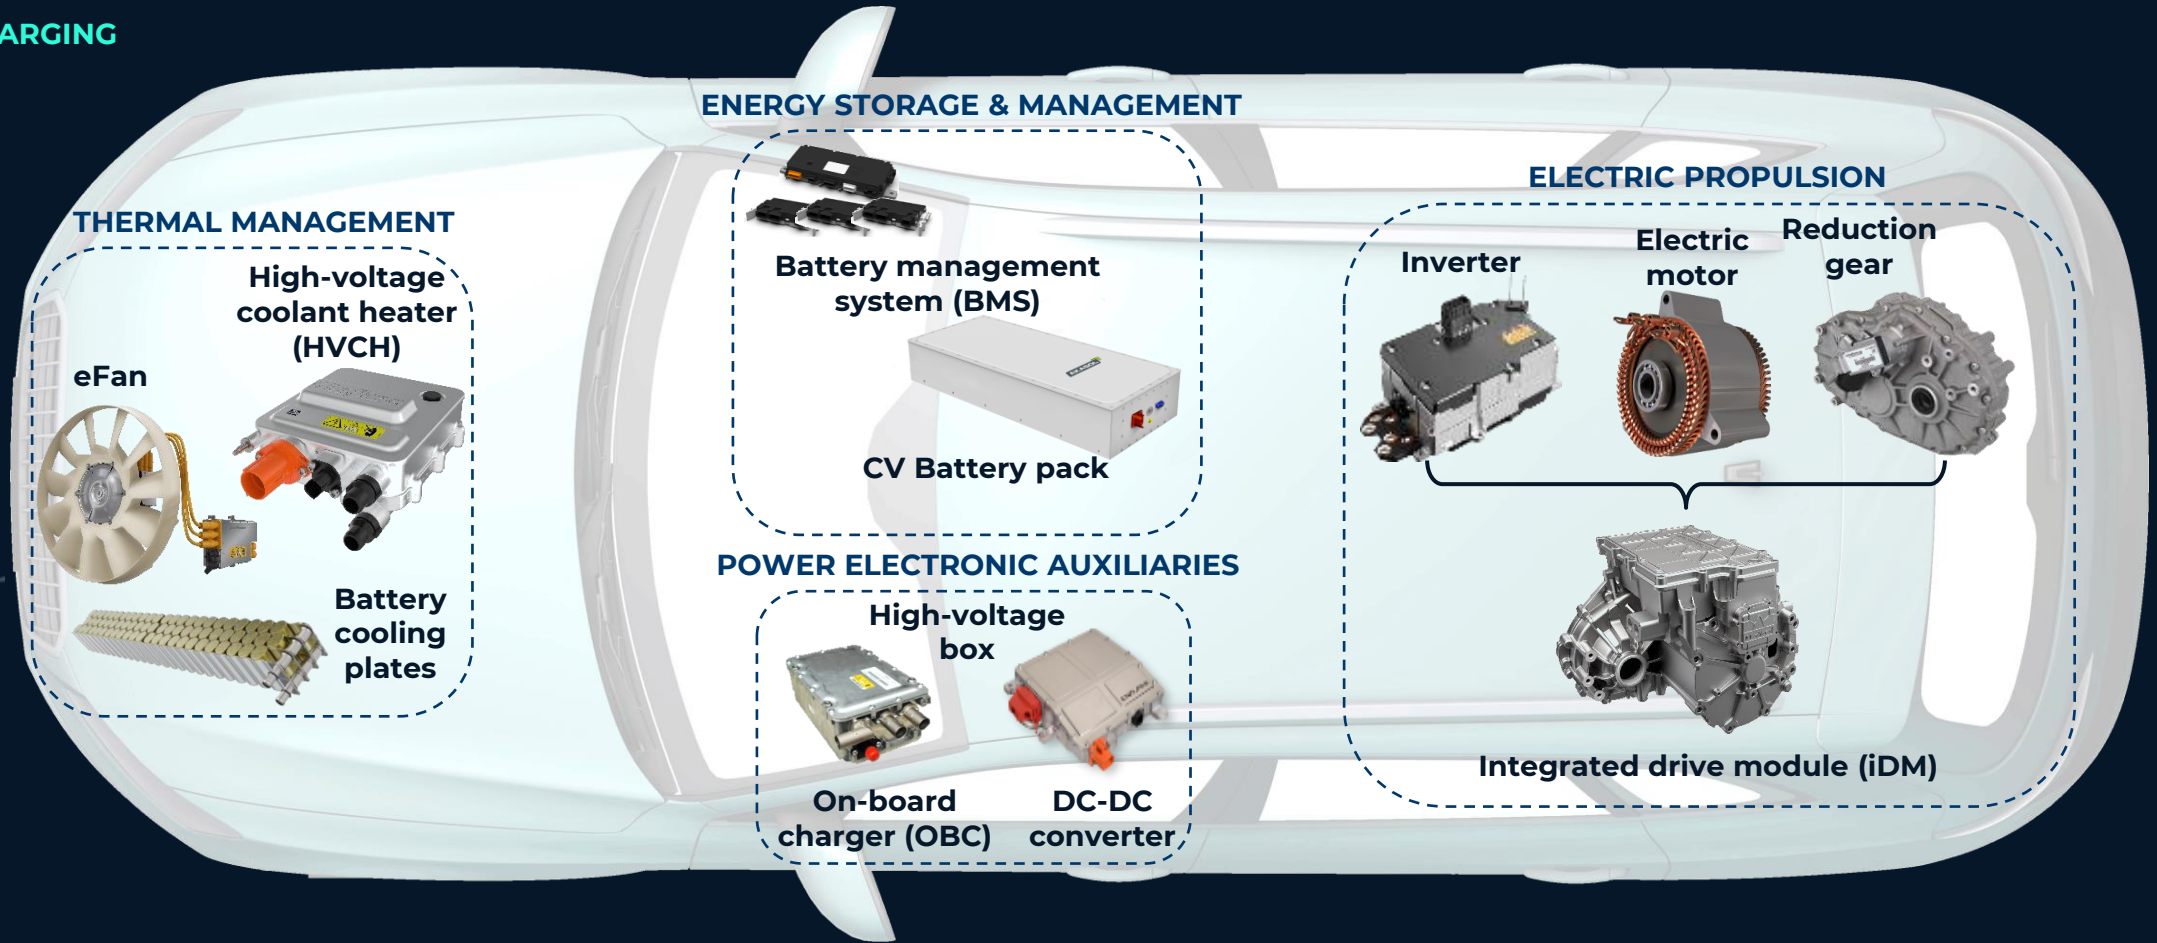 ARGING
ENERGY STORAGE & MANAGEMENT
Battery management
system (BMS)
CV Battery pack
THERMAL MANAGEMENT
High-voltage
coolant heater
(HVCH)
eFan
Battery
cooling
plates
POWER ELECTRONIC AUXILIARIES
High-voltage
box
On-board
charger (OBC)
DC-DC
converter
ELECTRIC PROPULSION
Inverter
Electric
motor
Reduction
gear
Integrated drive module (iDM)